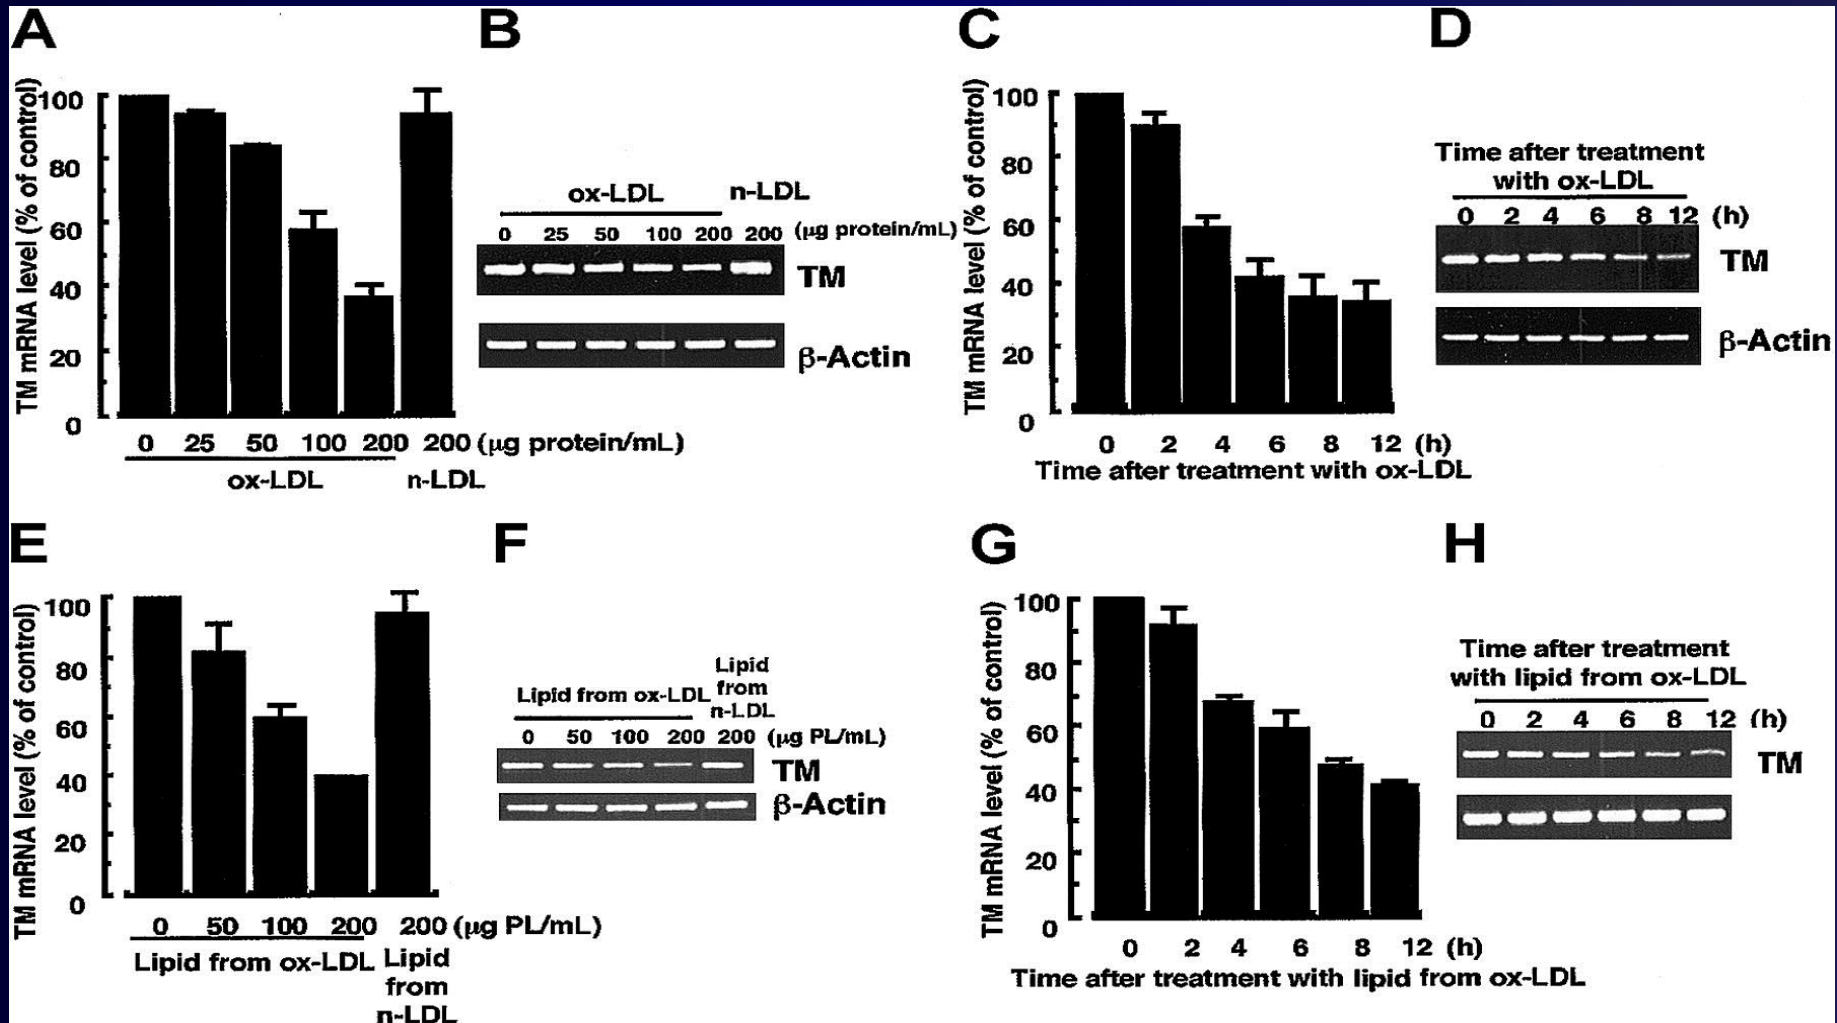 A
TM mRNA level (% of control)
100
80
60
40
20
0
0 25 50 100 200 200 (μg protein/mL)
ox-LDL n-LDL
B
ox-LDL n-LDL
0 25 50 100 200 200 (μg protein/mL)
TM
β-Actin
C
TM mRNA level (% of control)
100
80
60
40
20
0
0 2 4 6 8 12 (h)
Time after treatment with ox-LDL
D
Time after treatment
with ox-LDL
0 2 4 6 8 12 (h)
TM
β-Actin
E
TM mRNA level (% of control)
100
80
60
40
20
0
0 50 100 200 200 (μg PL/mL)
Lipid from ox-LDL
Lipid
from
n-LDL
F
Lipid from ox-LDL
Lipid
from
n-LDL
0 50 100 200 200 (μg PL/mL)
TM
β-Actin
G
TM mRNA level (% of control)
100
80
60
40
20
0
0 2 4 6 8 12 (h)
Time after treatment with lipid from ox-LDL
H
Time after treatment
with lipid from ox-LDL
0 2 4 6 8 12 (h)
TM